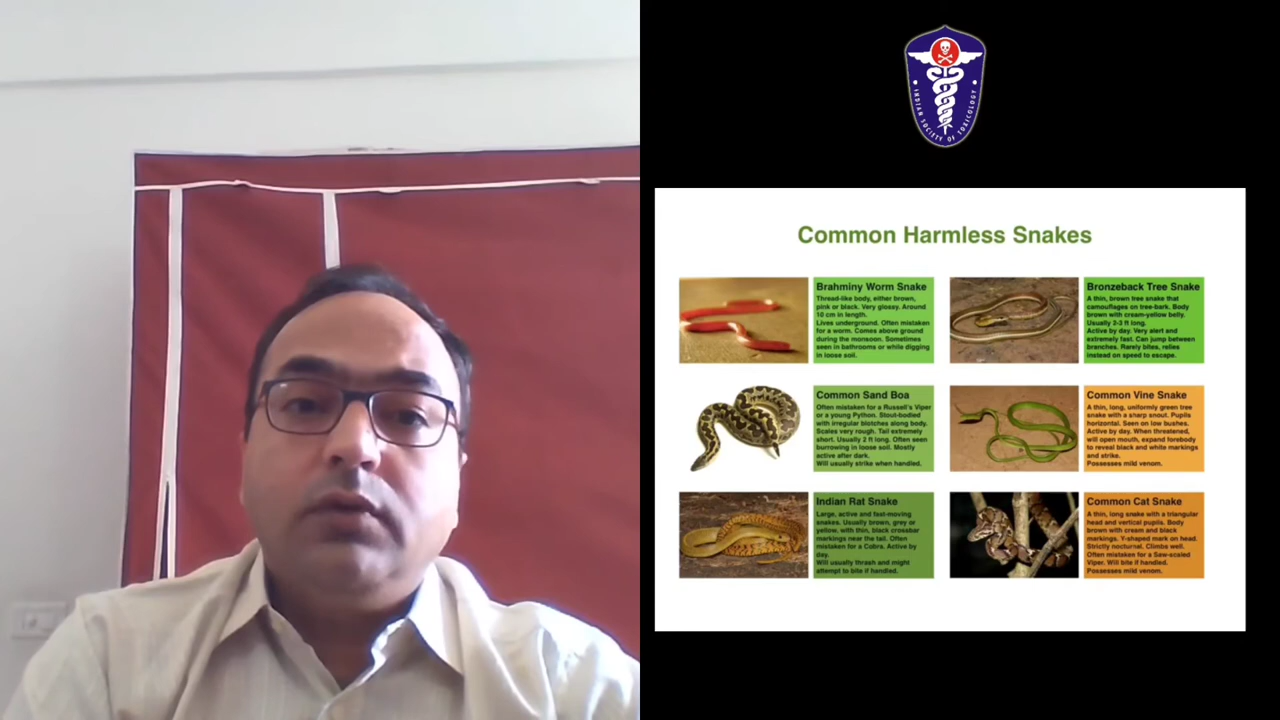 INDIAN SOCIETY OF TOXICOLOGY
Common Harmless Snakes
Brahminy Worm Snake
Thread-like body, either brown,
pink or black. Very glossy. Around
10 cm in length.
Lives underground. Often mistaken
for a worm. Comes above ground
during the monsoon. Sometimes
seen in bathrooms or while digging
in loose soil.
Bronzeback Tree Snake
A thin, brown tree snake that
camouflages on tree-bark. Body
brown with cream-yellow belly.
Usually 2-3 ft long.
Active by day. Very alert and
extremely fast. Can jump between
branches. Rarely bites, relies
instead on speed to escape.
Common Sand Boa
Often mistaken for a Russell's Viper
or a young Python. Stout-bodied
with irregular blotches along body.
Scales very rough. Tail extremely
short. Usually 2 ft long. Often seen
burrowing in loose soil. Mostly
active after dark.
Will usually strike when handled.
Common Vine Snake
A thin, long, uniformly green tree
snake with a sharp snout. Pupils
horizontal. Seen on low bushes.
Active by day. When threatened,
will open mouth, expand forebody
to reveal black and white markings
and strike.
Possesses mild venom.
Indian Rat Snake
Large, active and fast-moving
snakes. Usually brown, grey or
yellow, with thin, black crossbar
markings near the tail. Often
mistaken for a Cobra. Active by
day.
Will usually thrash and might
attempt to bite if handled.
Common Cat Snake
A thin, long snake with a triangular
head and vertical pupils. Body
brown with cream and black
markings. Y-shaped mark on head.
Strictly nocturnal. Climbs well.
Often mistaken for a Saw-scaled
Viper. Will bite if handled.
Possesses mild venom.